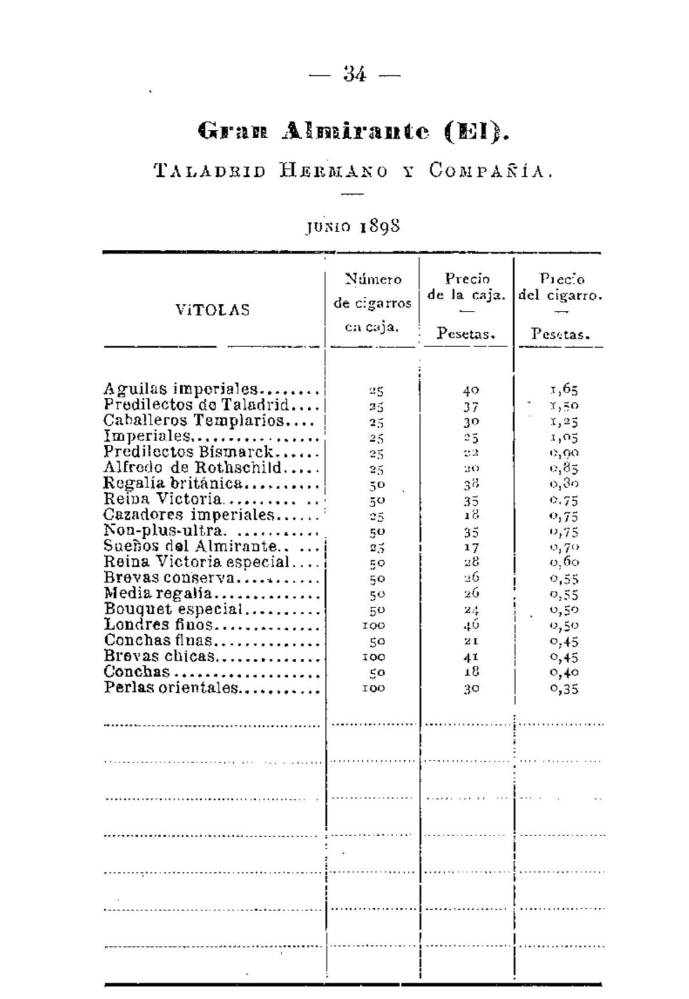 — 34 —
Gran Almirante (El).
TALADRID HERMANO Y COMPAÑÍA.
JUNIO 1898
VITOLAS
Número de cigarros en caja.
Precio de la caja. — Pesetas.
Precio del cigarro. — Pesetas.
Aguilas imperiales........ 25 40 1,65
Predilectos de Taladrid.... 25 37 1,50
Caballeros Templarios.... 25 30 1,25
Imperiales................. 25 25 1,05
Predilectos Bismarck...... 25 22 0,90
Alfredo de Rothschild..... 25 20 0,85
Regalía británica.......... 50 38 0,80
Reina Victoria............ 50 35 0.75
Cazadores imperiales...... 25 18 0,75
Non-plus-ultra. ........... 50 35 0,75
Sueños del Almirante.. ... 25 17 0,70
Reina Victoria especial.... 50 28 0,60
Brevas conserva........... 50 26 0,55
Media regalía.............. 50 26 0,55
Bouquet especial.......... 50 24 0,50
Londres finos.............. 100 46 0,50
Conchas finas.............. 50 21 0,45
Brevas chicas.............. 100 41 0,45
Conchas.................... 50 18 0,40
Perlas orientales........... 100 30 0,35